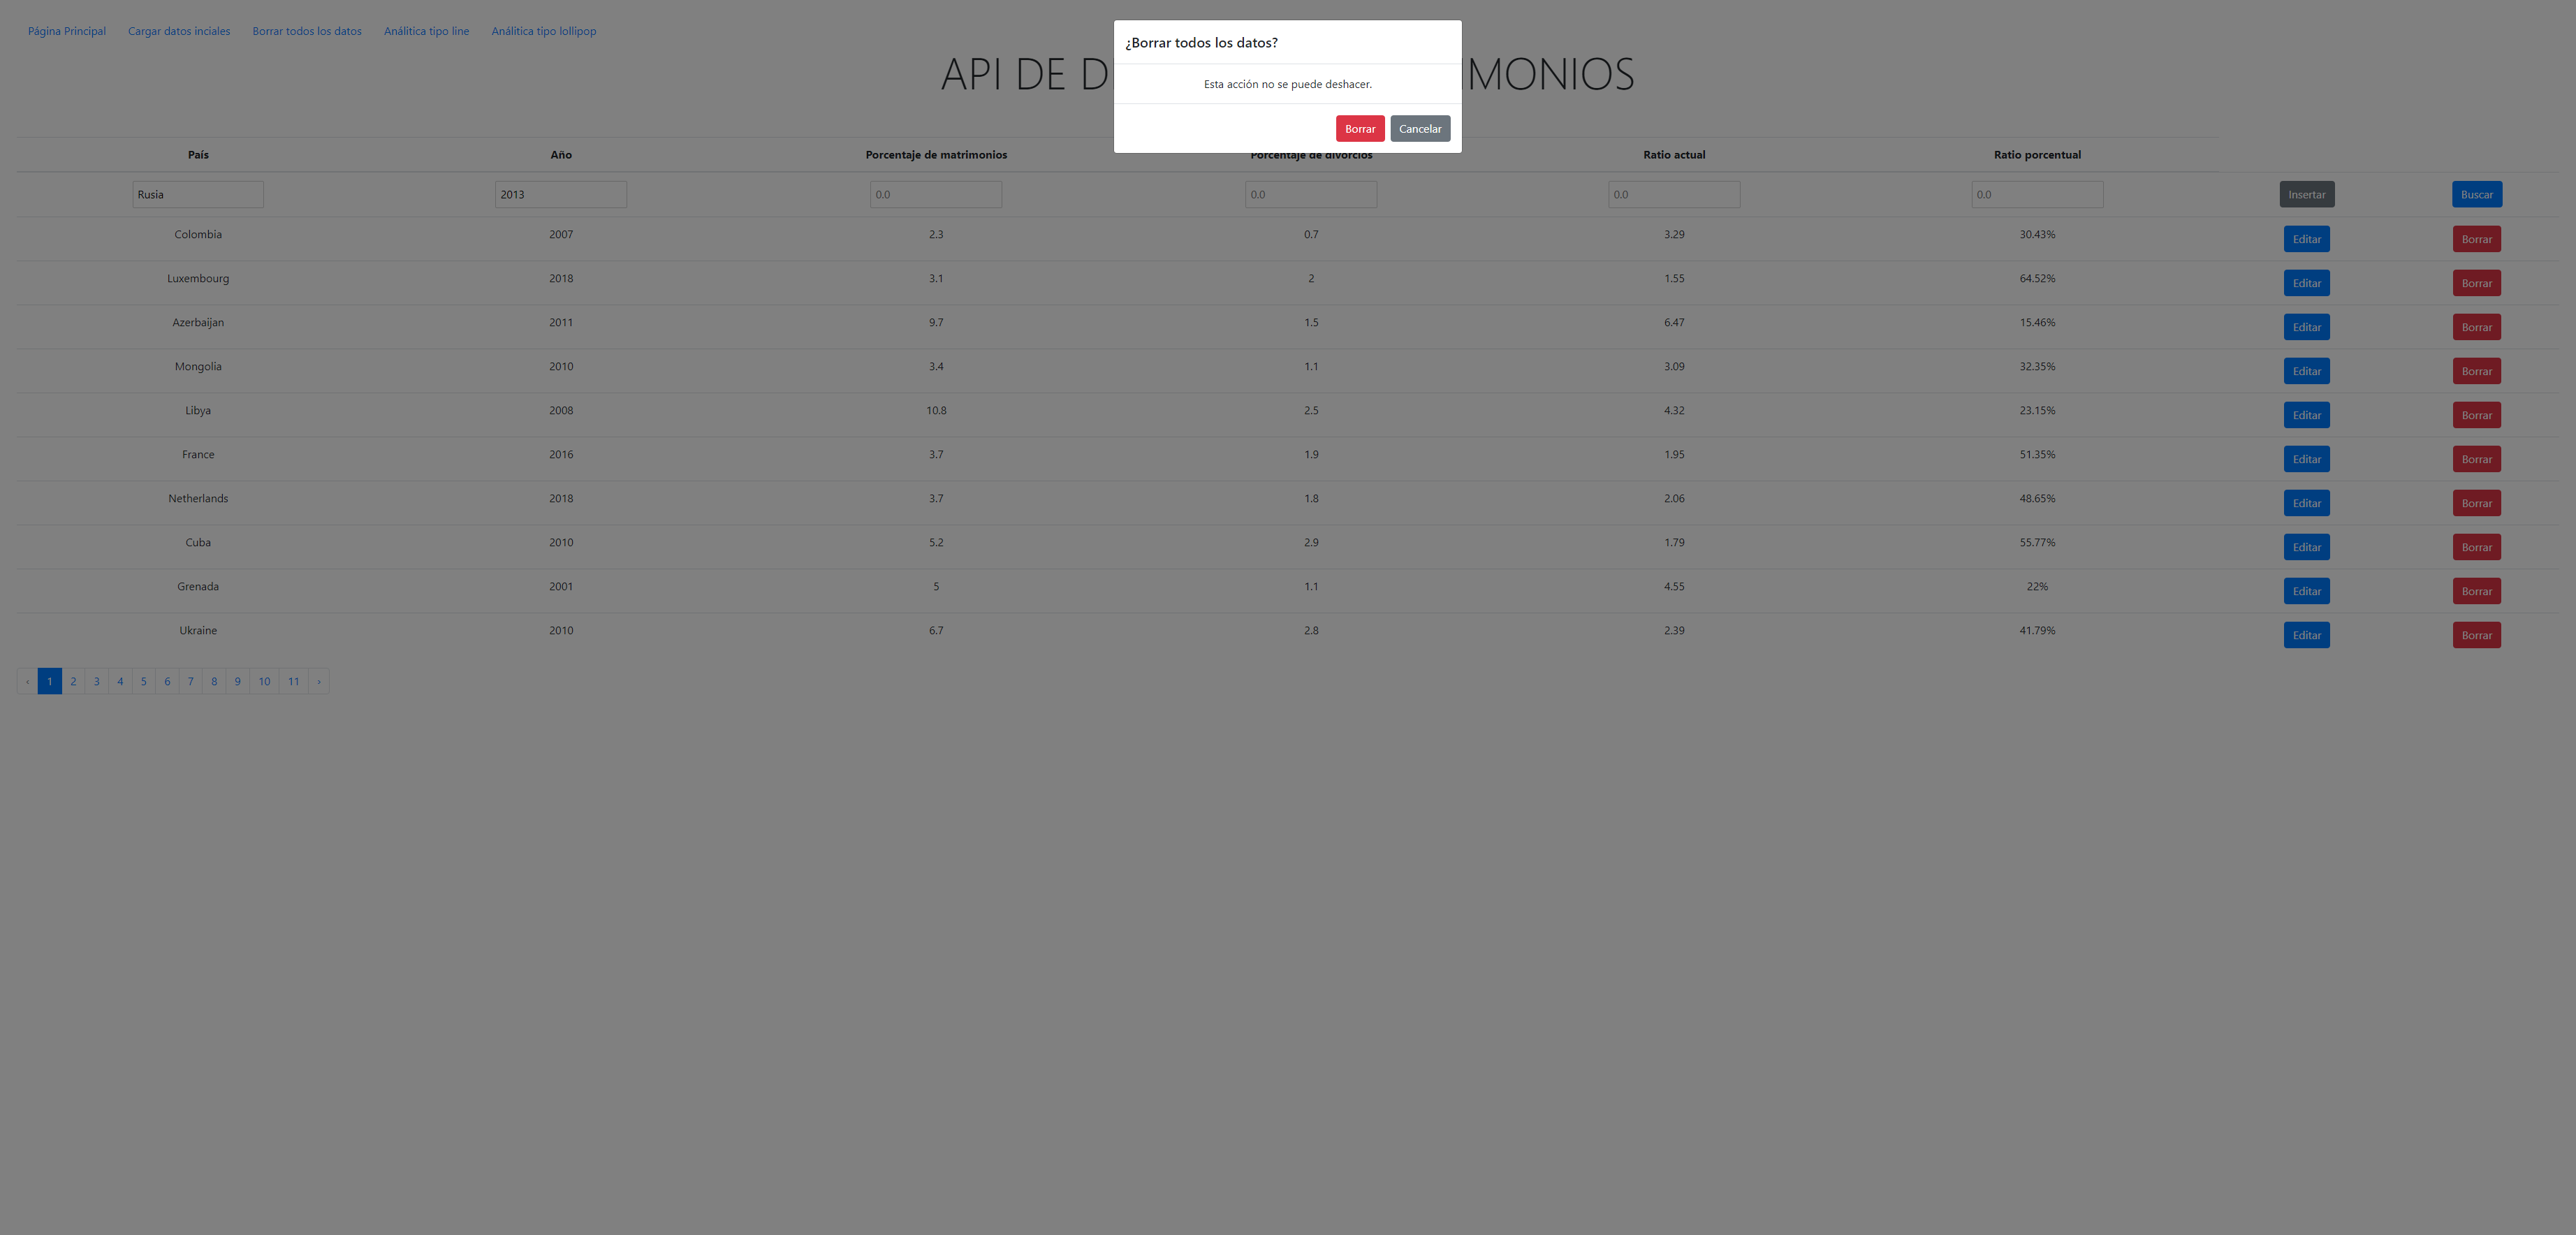 Página Principal Cargar datos inciales Borrar todos los datos Análitica tipo line Análitica tipo lollipop
¿Borrar todos los datos?
Esta acción no se puede deshacer.
Borrar Cancelar
API DE D IMONIOS
País Año Porcentaje de matrimonios Porcentaje de divorcios Ratio actual Ratio porcentual
Rusia 2013 0.0 0.0 0.0 0.0 Insertar Buscar
Colombia 2007 2.3 0.7 3.29 30.43% Editar Borrar
Luxembourg 2018 3.1 2 1.55 64.52% Editar Borrar
Azerbaijan 2011 9.7 1.5 6.47 15.46% Editar Borrar
Mongolia 2010 3.4 1.1 3.09 32.35% Editar Borrar
Libya 2008 10.8 2.5 4.32 23.15% Editar Borrar
France 2016 3.7 1.9 1.95 51.35% Editar Borrar
Netherlands 2018 3.7 1.8 2.06 48.65% Editar Borrar
Cuba 2010 5.2 2.9 1.79 55.77% Editar Borrar
Grenada 2001 5 1.1 4.55 22% Editar Borrar
Ukraine 2010 6.7 2.8 2.39 41.79% Editar Borrar
‹ 1 2 3 4 5 6 7 8 9 10 11 ›